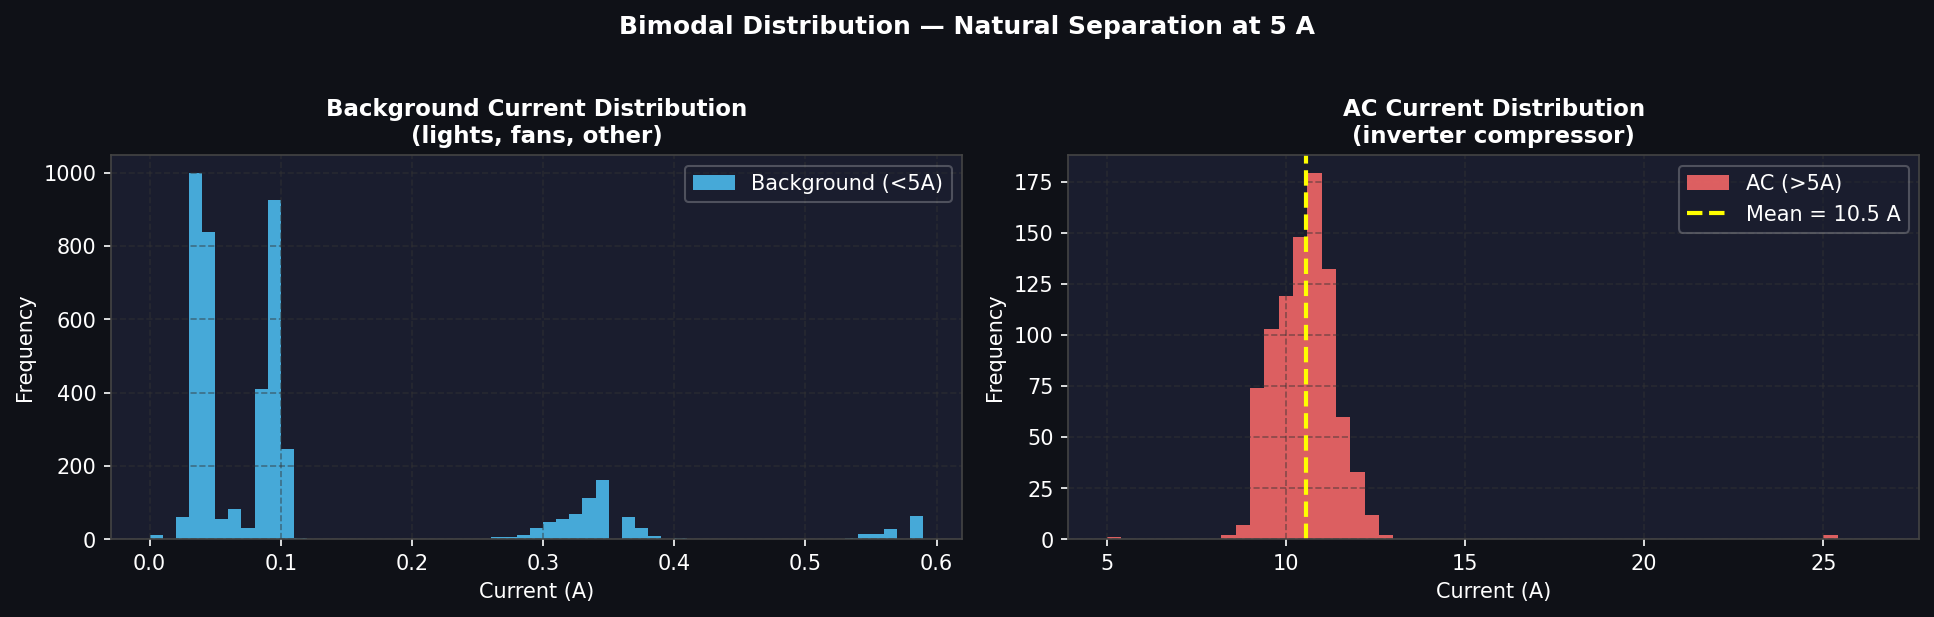 Bimodal Distribution — Natural Separation at 5 A
Background Current Distribution
(lights, fans, other)
Background (<5A)
Frequency
1000
800
600
400
200
0
0.0 0.1 0.2 0.3 0.4 0.5 0.6
Current (A)
AC Current Distribution
(inverter compressor)
AC (>5A)
Mean = 10.5 A
Frequency
175
150
125
100
75
50
25
0
5 10 15 20 25
Current (A)